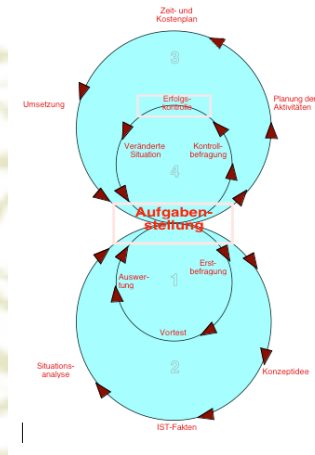 Zeit- und
Kostenplan
3
Umsetzung
Erfolgs-
kontrolle
Planung der
Aktivitäten
Veränderte
Situation
Kontroll-
befragung
4
Aufgaben-
stellung
Auswer-
tung
1
Erst-
befragung
Vortest
2
Situations-
analyse
Konzeptidee
IST-Fakten